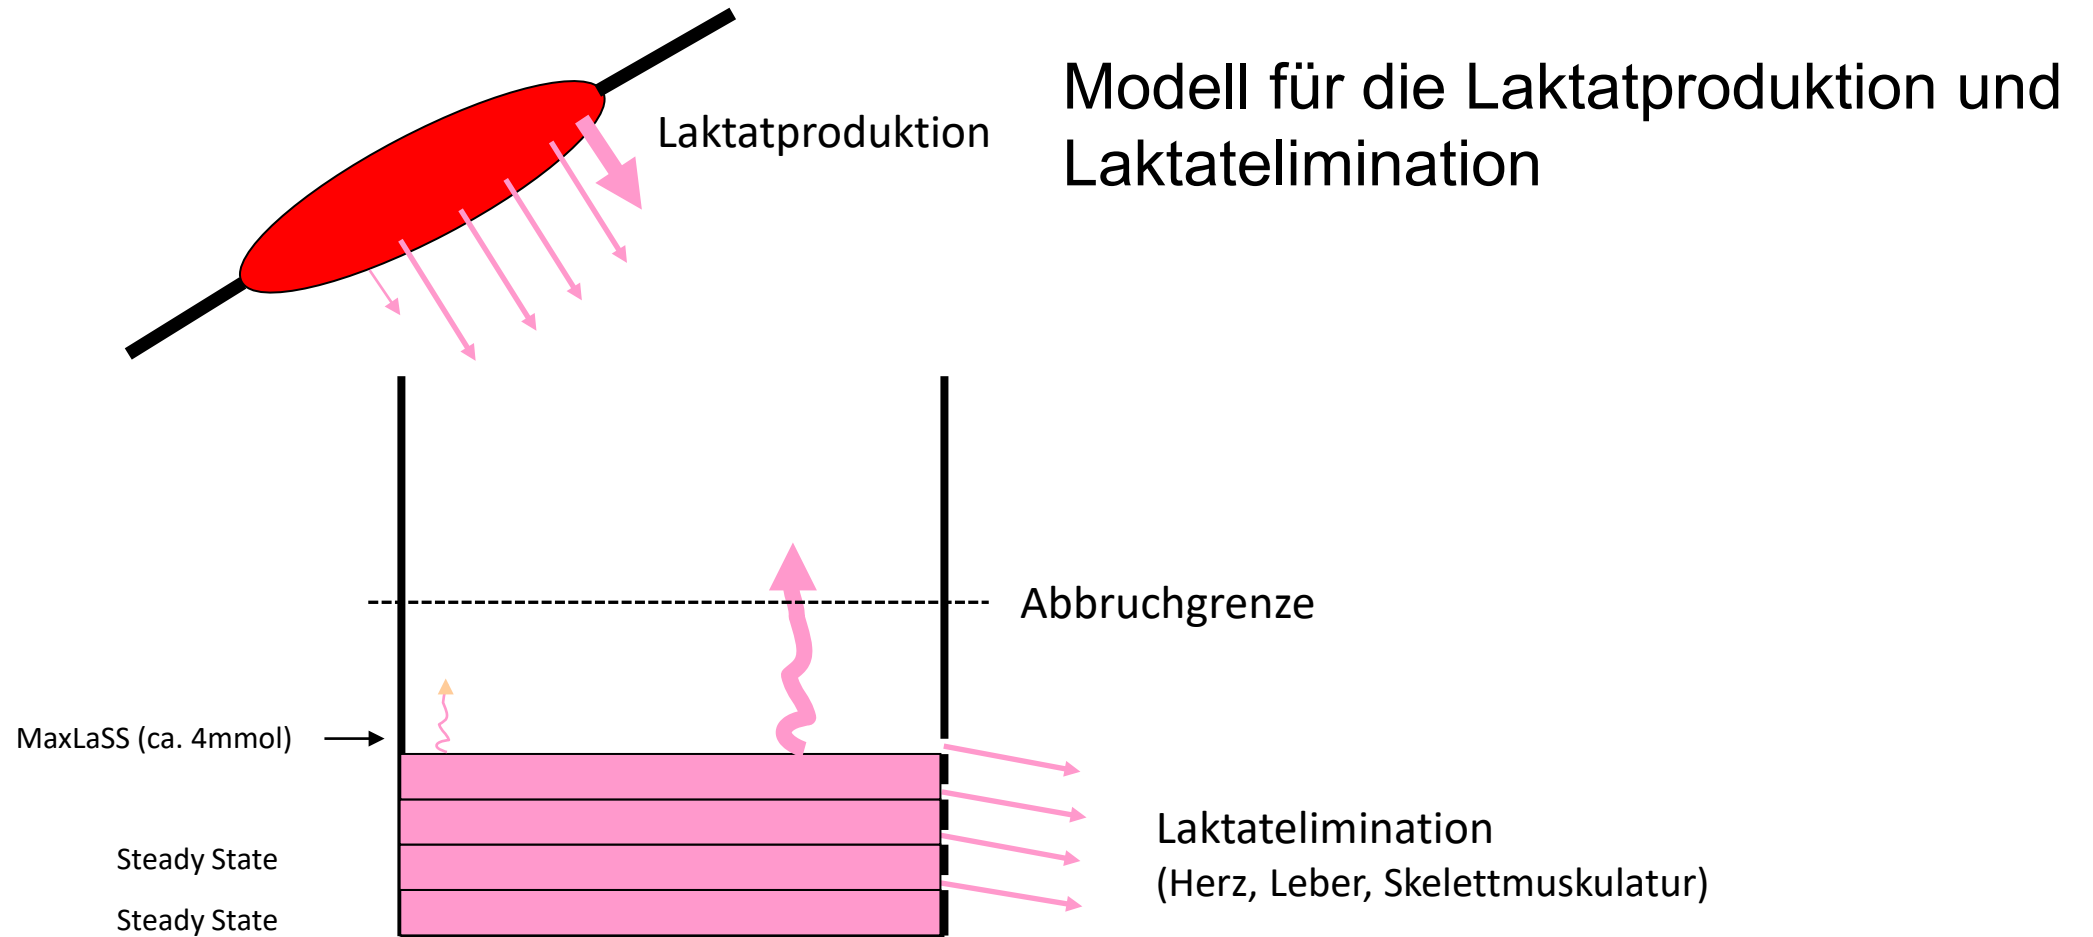 Modell für die Laktatproduktion und
Laktatelimination
Laktatproduktion
Abbruchgrenze
MaxLaSS (ca. 4mmol)
Laktatelimination
(Herz, Leber, Skelettmuskulatur)
Steady State
Steady State